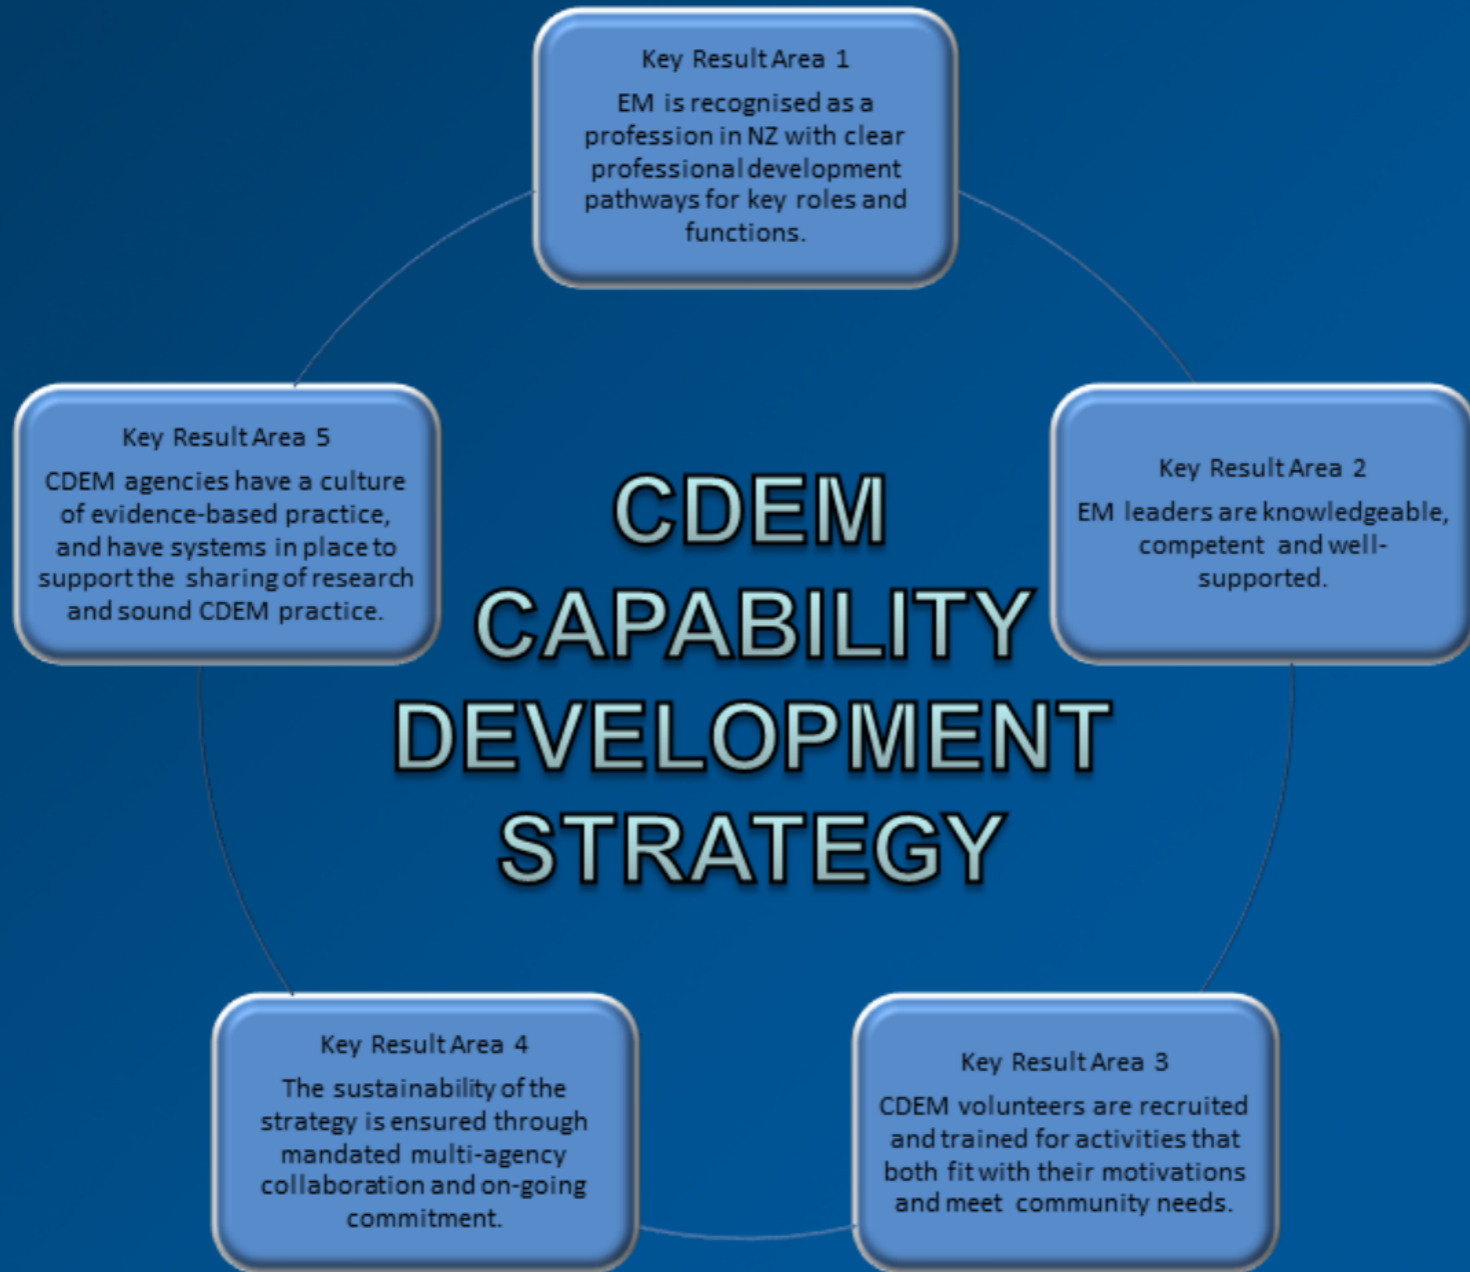 Key Result Area 1
EM is recognised as a
profession in NZ with clear
professional development
pathways for key roles and
functions.
Key Result Area 2
EM leaders are knowledgeable,
competent and well-
supported.
Key Result Area 3
CDEM volunteers are recruited
and trained for activities that
both fit with their motivations
and meet community needs.
Key Result Area 4
The sustainability of the
strategy is ensured through
mandated multi-agency
collaboration and on-going
commitment.
Key Result Area 5
CDEM agencies have a culture
of evidence-based practice,
and have systems in place to
support the sharing of research
and sound CDEM practice.
CDEM
CAPABILITY
DEVELOPMENT
STRATEGY